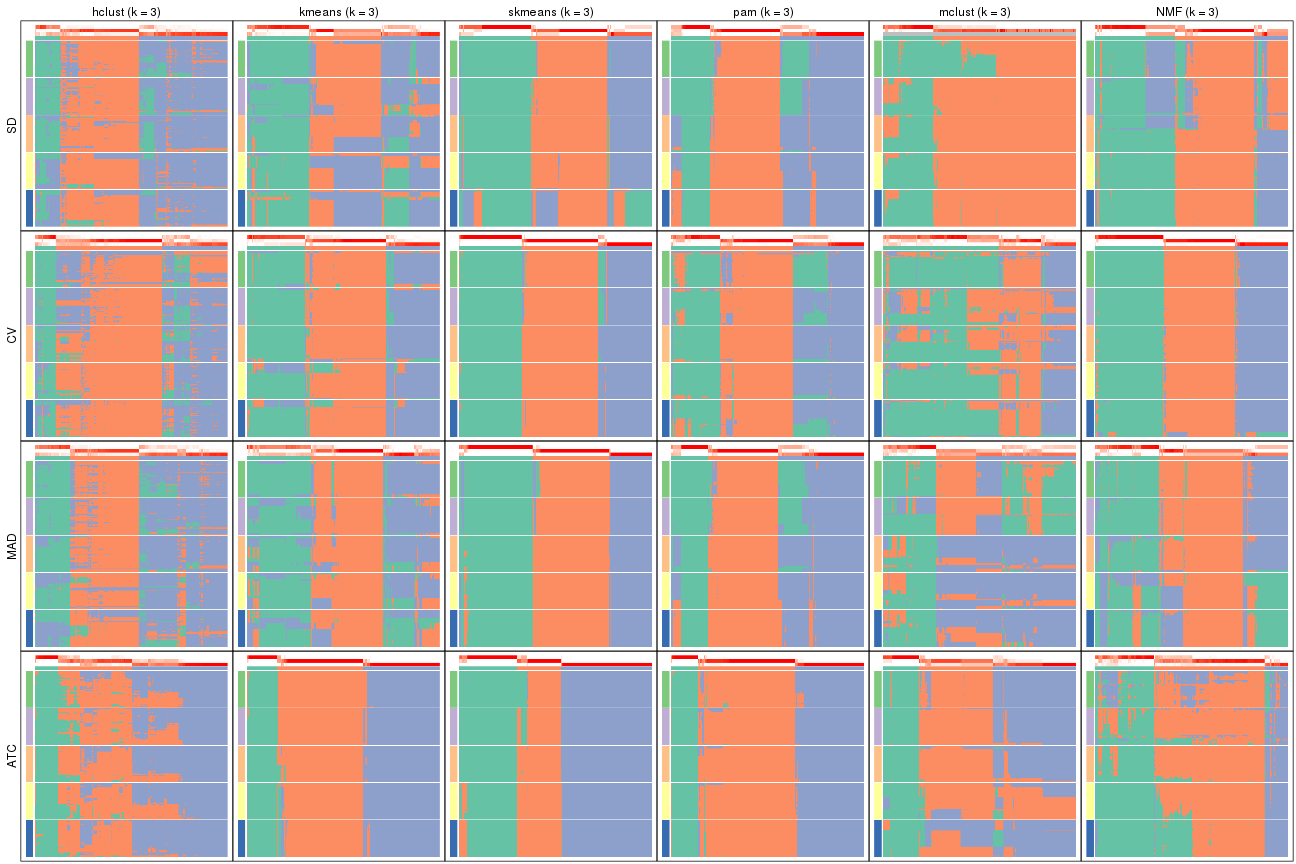 hclust (k = 3)
kmeans (k = 3)
skmeans (k = 3)
pam (k = 3)
mclust (k = 3)
NMF (k = 3)
SD
CV
MAD
ATC